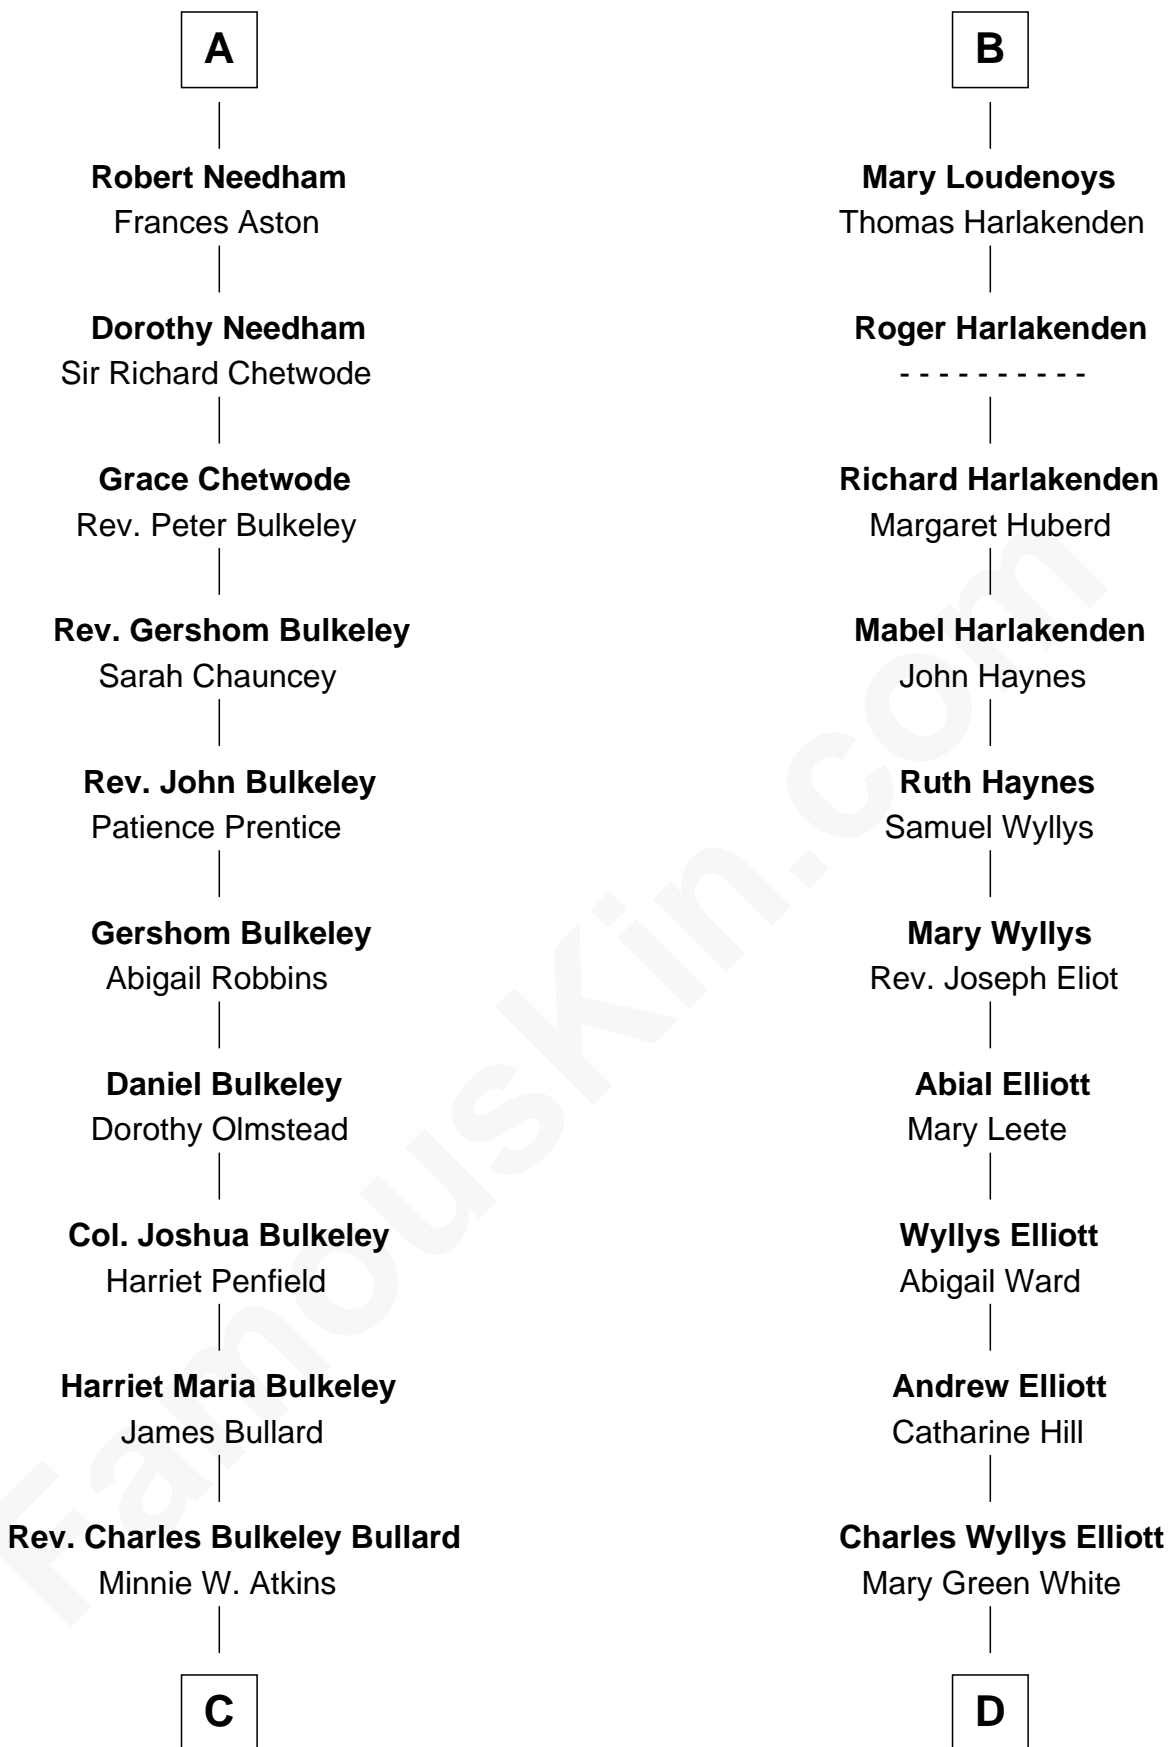 A
Robert Needham
Frances Aston
Dorothy Needham
Sir Richard Chetwode
Grace Chetwode
Rev. Peter Bulkeley
Rev. Gershom Bulkeley
Sarah Chauncey
Rev. John Bulkeley
Patience Prentice
Gershom Bulkeley
Abigail Robbins
Daniel Bulkeley
Dorothy Olmstead
Col. Joshua Bulkeley
Harriet Penfield
Harriet Maria Bulkeley
James Bullard
Rev. Charles Bulkeley Bullard
Minnie W. Atkins
C
B
Mary Loudenoys
Thomas Harlakenden
Roger Harlakenden
- - - - - - - - - -
Richard Harlakenden
Margaret Huberd
Mabel Harlakenden
John Haynes
Ruth Haynes
Samuel Wyllys
Mary Wyllys
Rev. Joseph Eliot
Abial Elliott
Mary Leete
Wyllys Elliott
Abigail Ward
Andrew Elliott
Catharine Hill
Charles Wyllys Elliott
Mary Green White
D
FamousKin.com